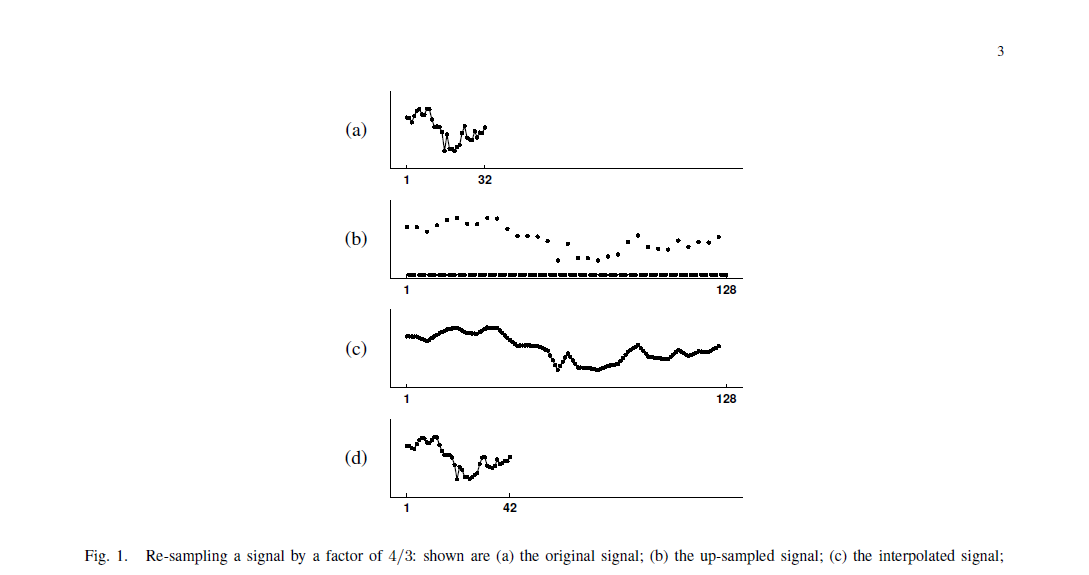 3
(a)
1 32
(b)
1 128
(c)
1 128
(d)
1 42
Fig. 1. Re-sampling a signal by a factor of 4/3: shown are (a) the original signal; (b) the up-sampled signal; (c) the interpolated signal;